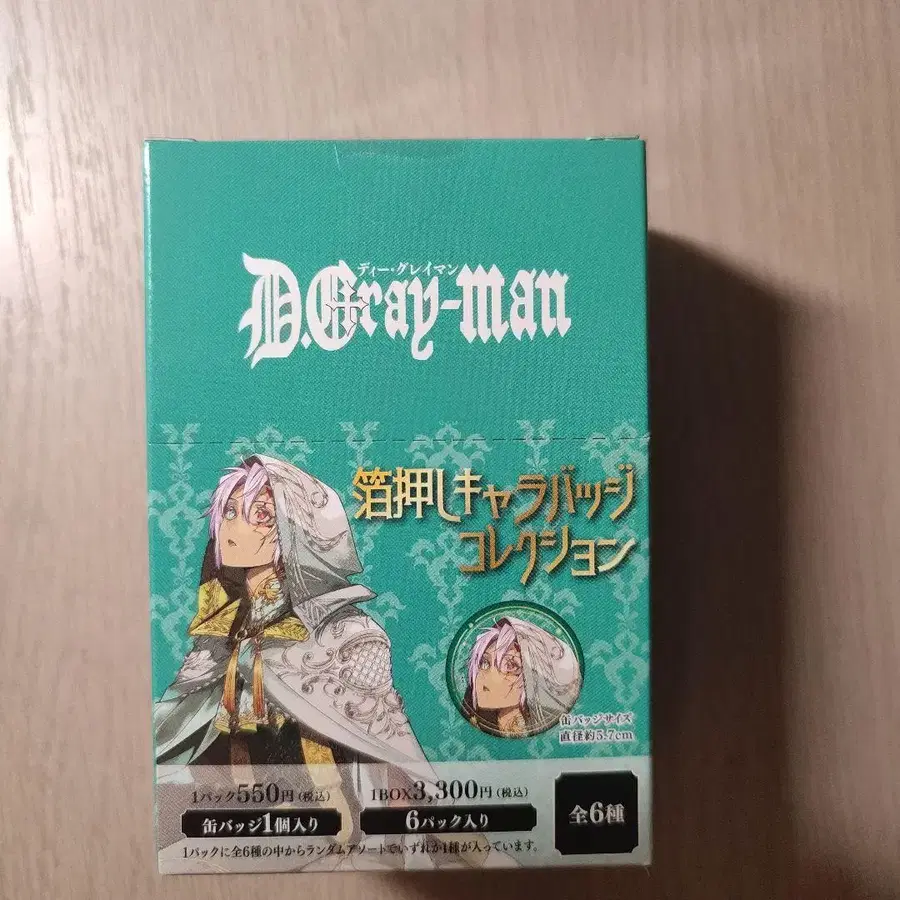 ディー・グレイマン
D.Gray-man
箔押しキャラバッジ
コレクション
缶バッジサイズ
直径約5.7cm
1パック550円(税込)
缶バッジ1個入り
1BOX3,300円(税込)
6パック入り
全6種
1パックに全6種の中からランダムアソートでいずれか1種が入っています。